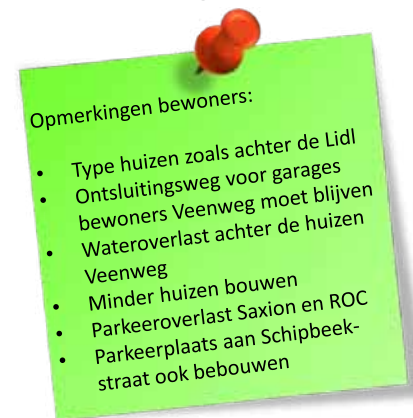 Opmerkingen bewoners:
• Type huizen zoals achter de Lidl
• Ontsluitingsweg voor garages
bewoners Veenweg moet blijven
• Wateroverlast achter de huizen
Veenweg
• Minder huizen bouwen
• Parkeeroverlast Saxion en ROC
• Parkeerplaats aan Schipbeek-
straat ook bebouwen